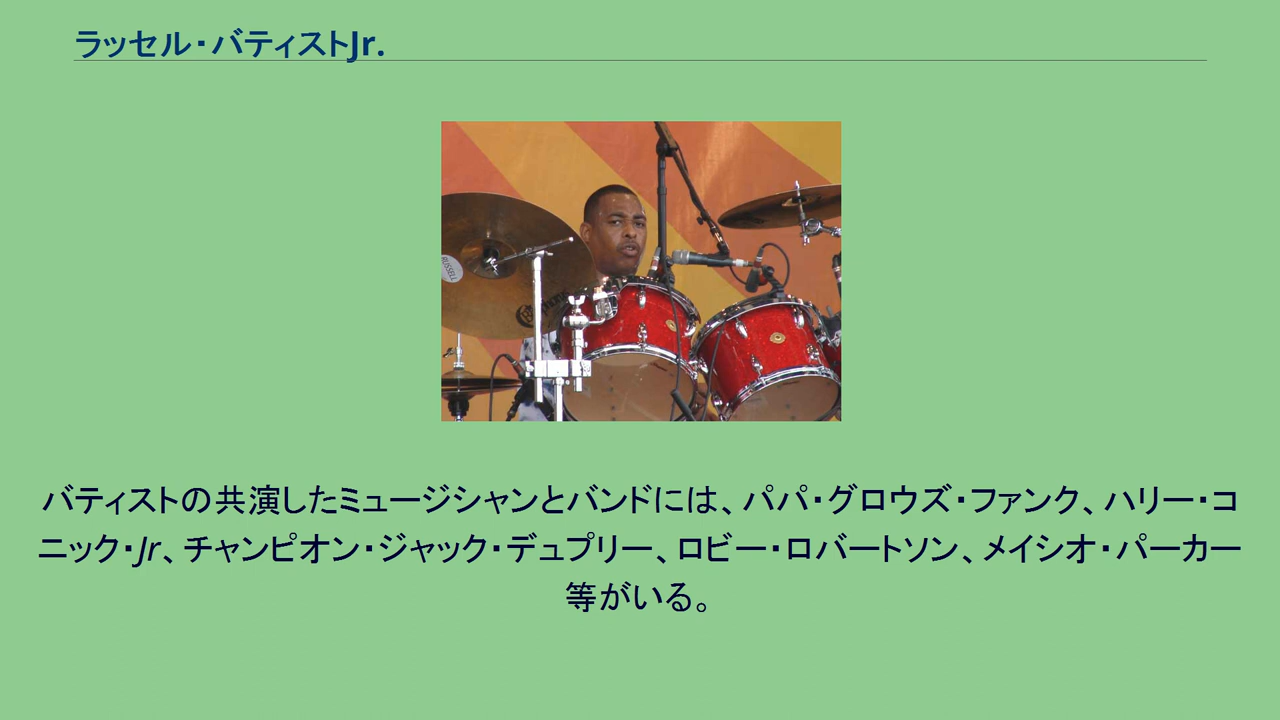 ラッセル・バティストJr.
RUSSELL
バティストの共演したミュージシャンとバンドには、パパ・グロウズ・ファンク、ハリー・コ
ニック・Jr、チャンピオン・ジャック・デュプリー、ロビー・ロバートソン、メイシオ・パーカー
等がいる。